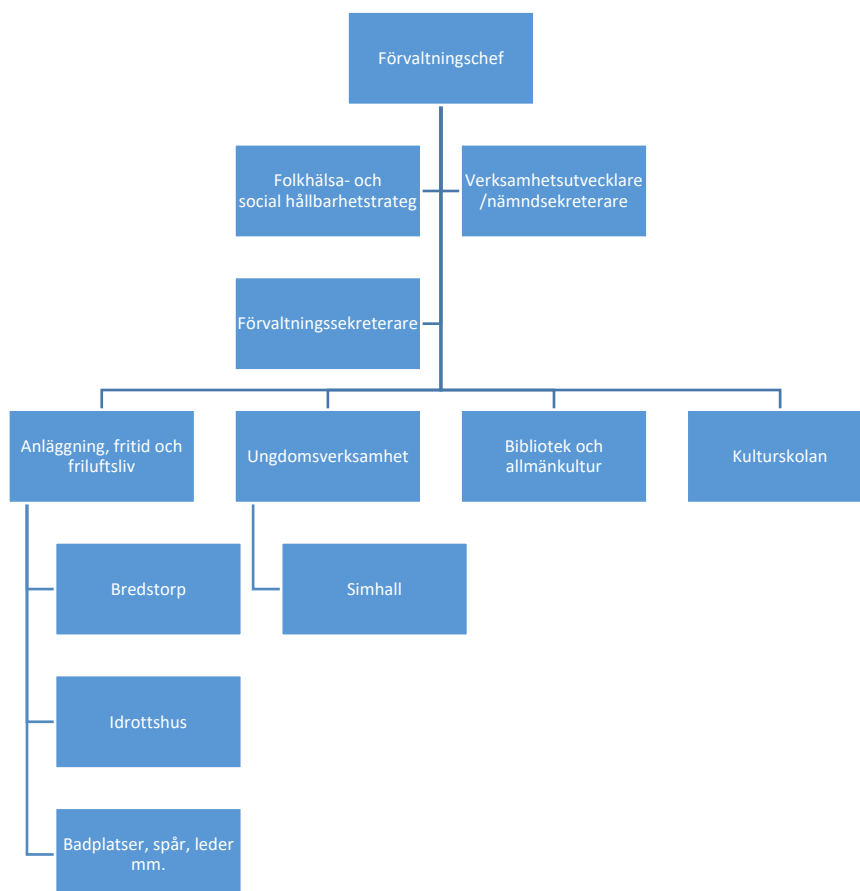 Förvaltningschef
Folkhälsa- och
social hållbarhetstrateg
Verksamhetsutvecklare
/nämndsekreterare
Förvaltningssekreterare
Anläggning, fritid och
friluftsliv
Ungdomsverksamhet
Bibliotek och
allmänkultur
Kulturskolan
Bredstorp
Simhall
Idrottshus
Badplatser, spår, leder
mm.